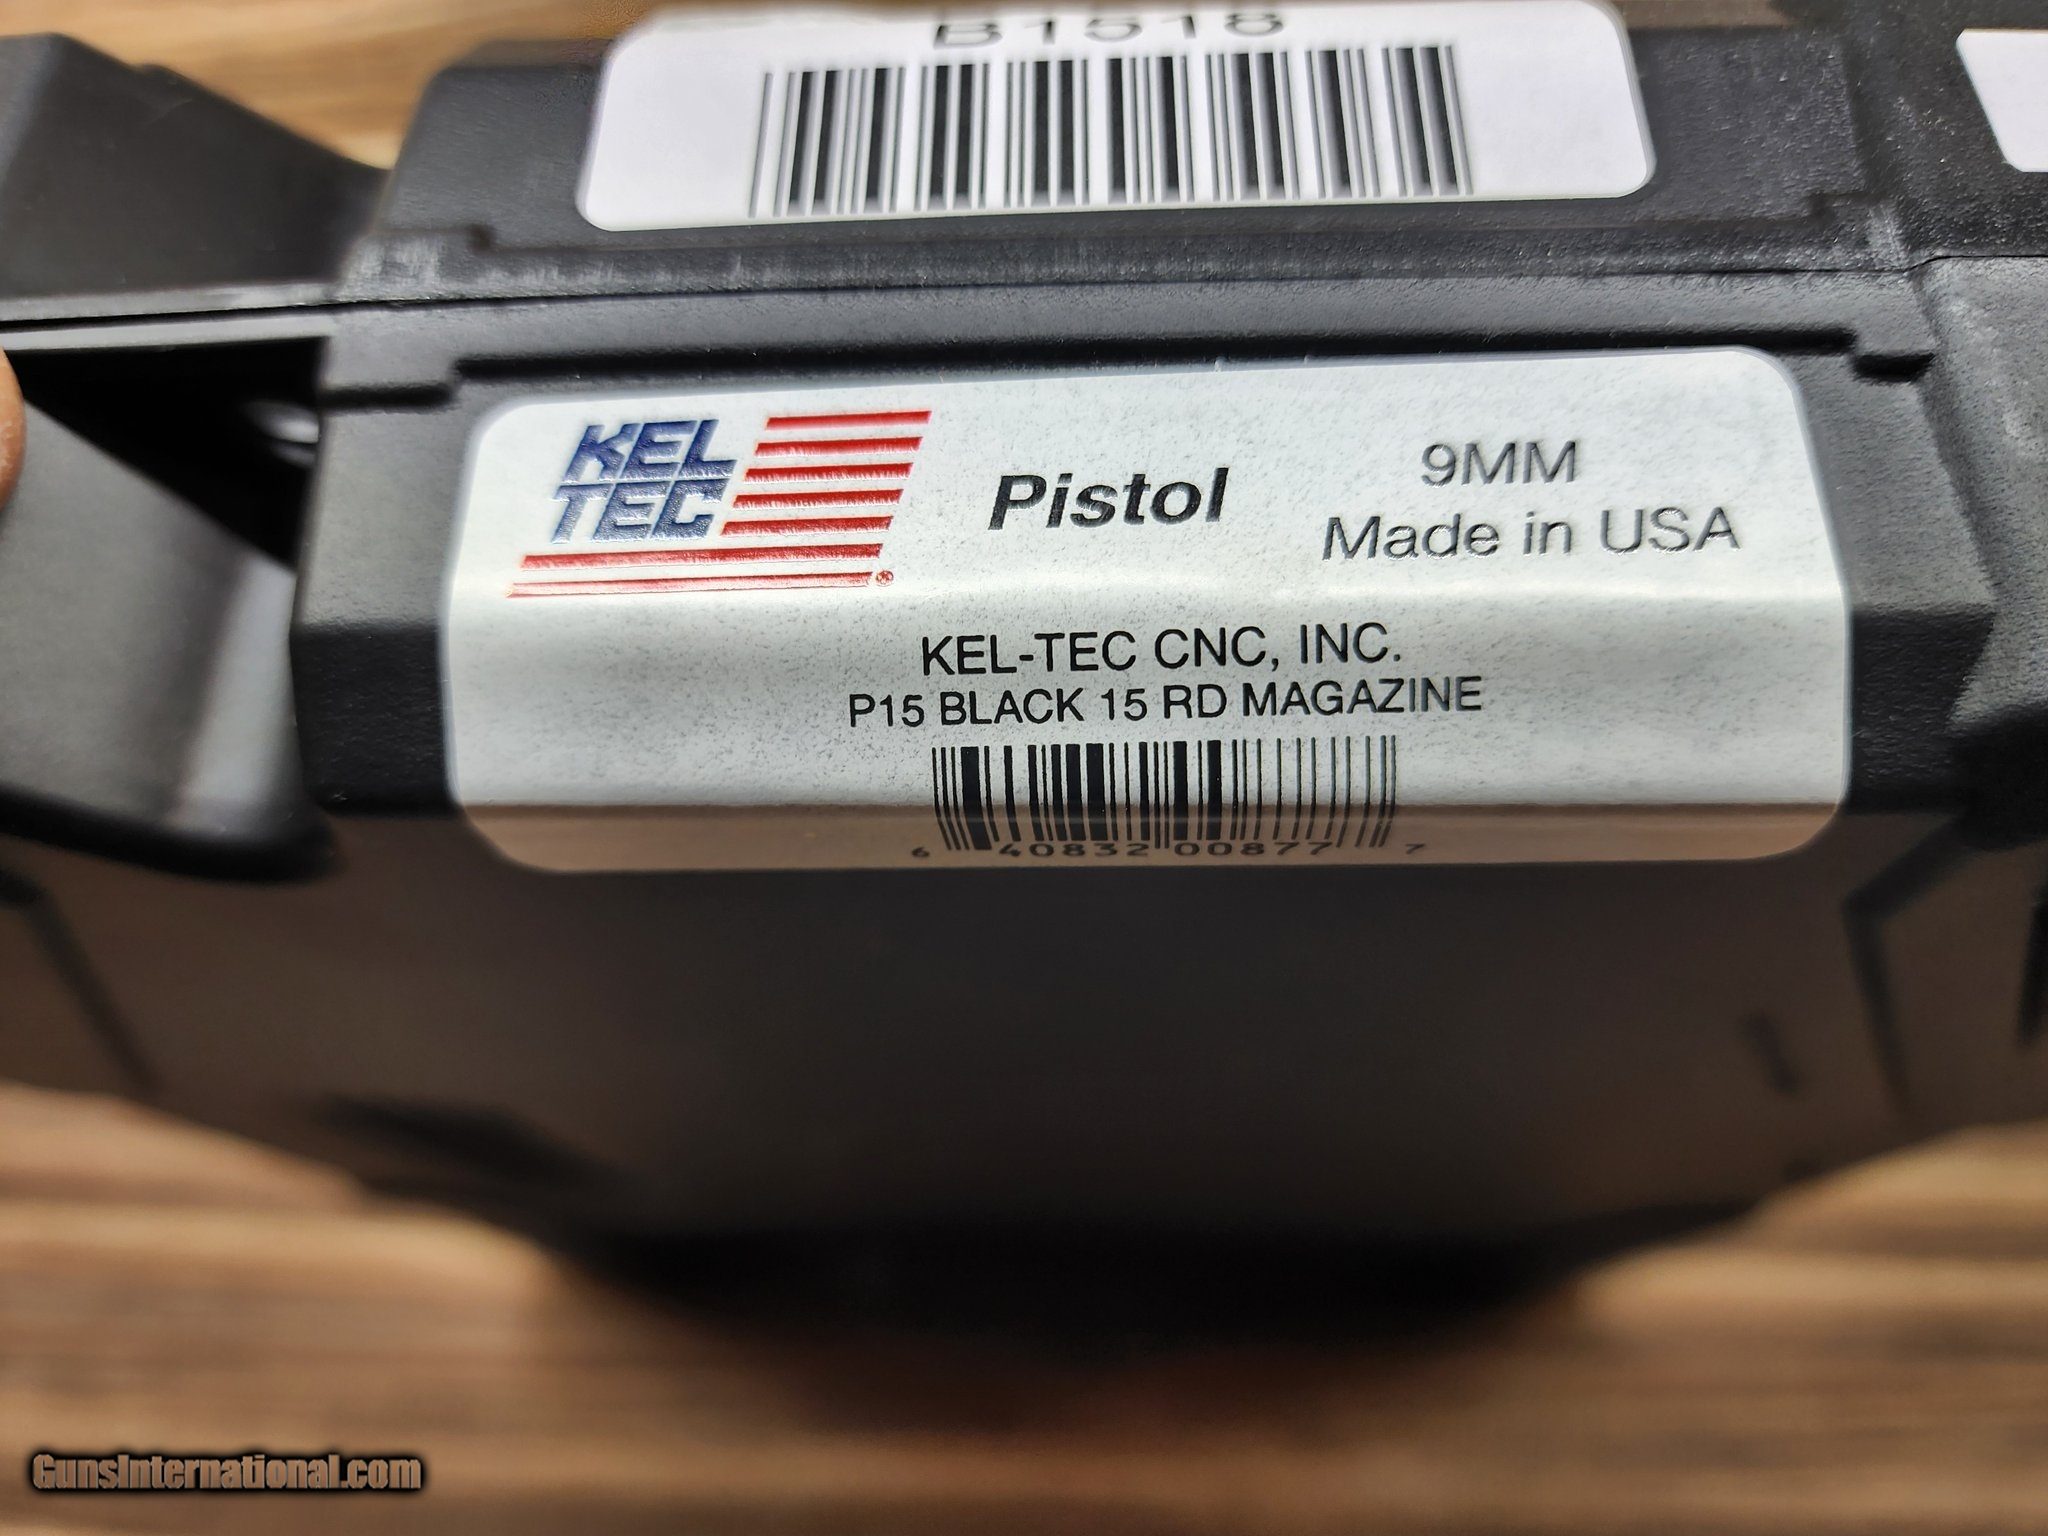 B1518
KEL
TEC
Pistol
9MM
Made in USA
KEL-TEC CNC, INC.
P15 BLACK 15 RD MAGAZINE
6 40832 00877 7
GunsInternational.com